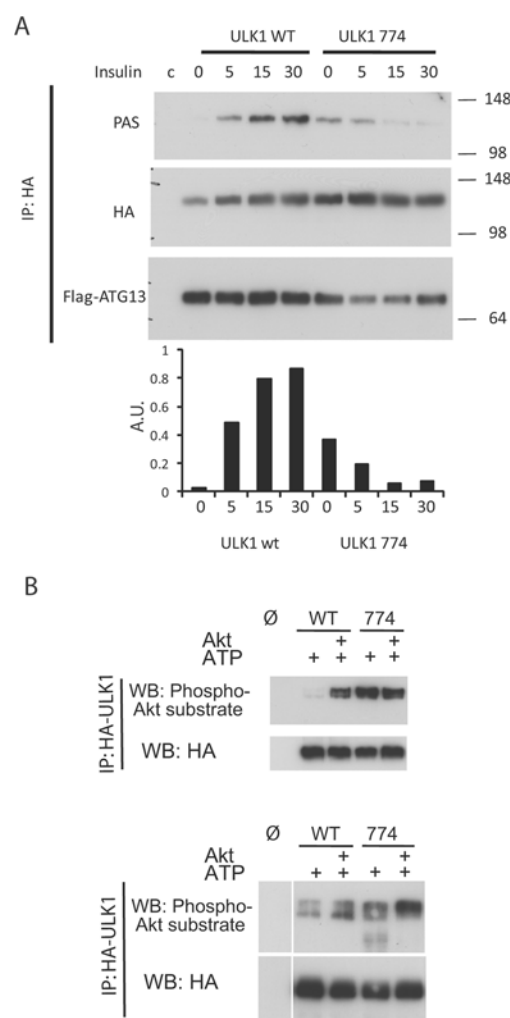 A
ULK1 WT ULK1 774
Insulin c 0 5 15 30 0 5 15 30
IP: HA
PAS
148
98
HA
148
98
Flag-ATG13
64
A.U.
1
0.8
0.6
0.4
0.2
0
0 5 15 30 0 5 15 30
ULK1 wt ULK1 774
B
Ø WT 774
Akt + +
ATP + + + +
IP: HA-ULK1
WB: Phospho-
Akt substrate
WB: HA
Ø WT 774
Akt + +
ATP + + + +
IP: HA-ULK1
WB: Phospho-
Akt substrate
WB: HA